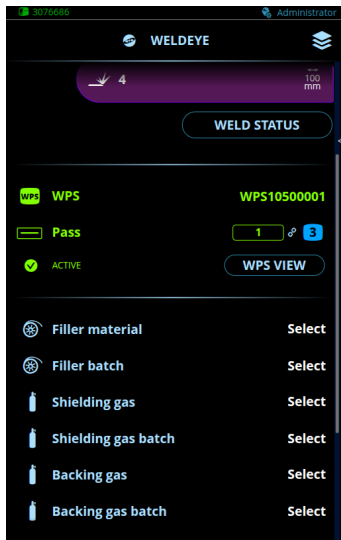 3076686 Administrator
WELDEYE
4 100 mm
WELD STATUS
WPS WPS WPS10500001
Pass 1 3
ACTIVE WPS VIEW
Filler material Select
Filler batch Select
Shielding gas Select
Shielding gas batch Select
Backing gas Select
Backing gas batch Select